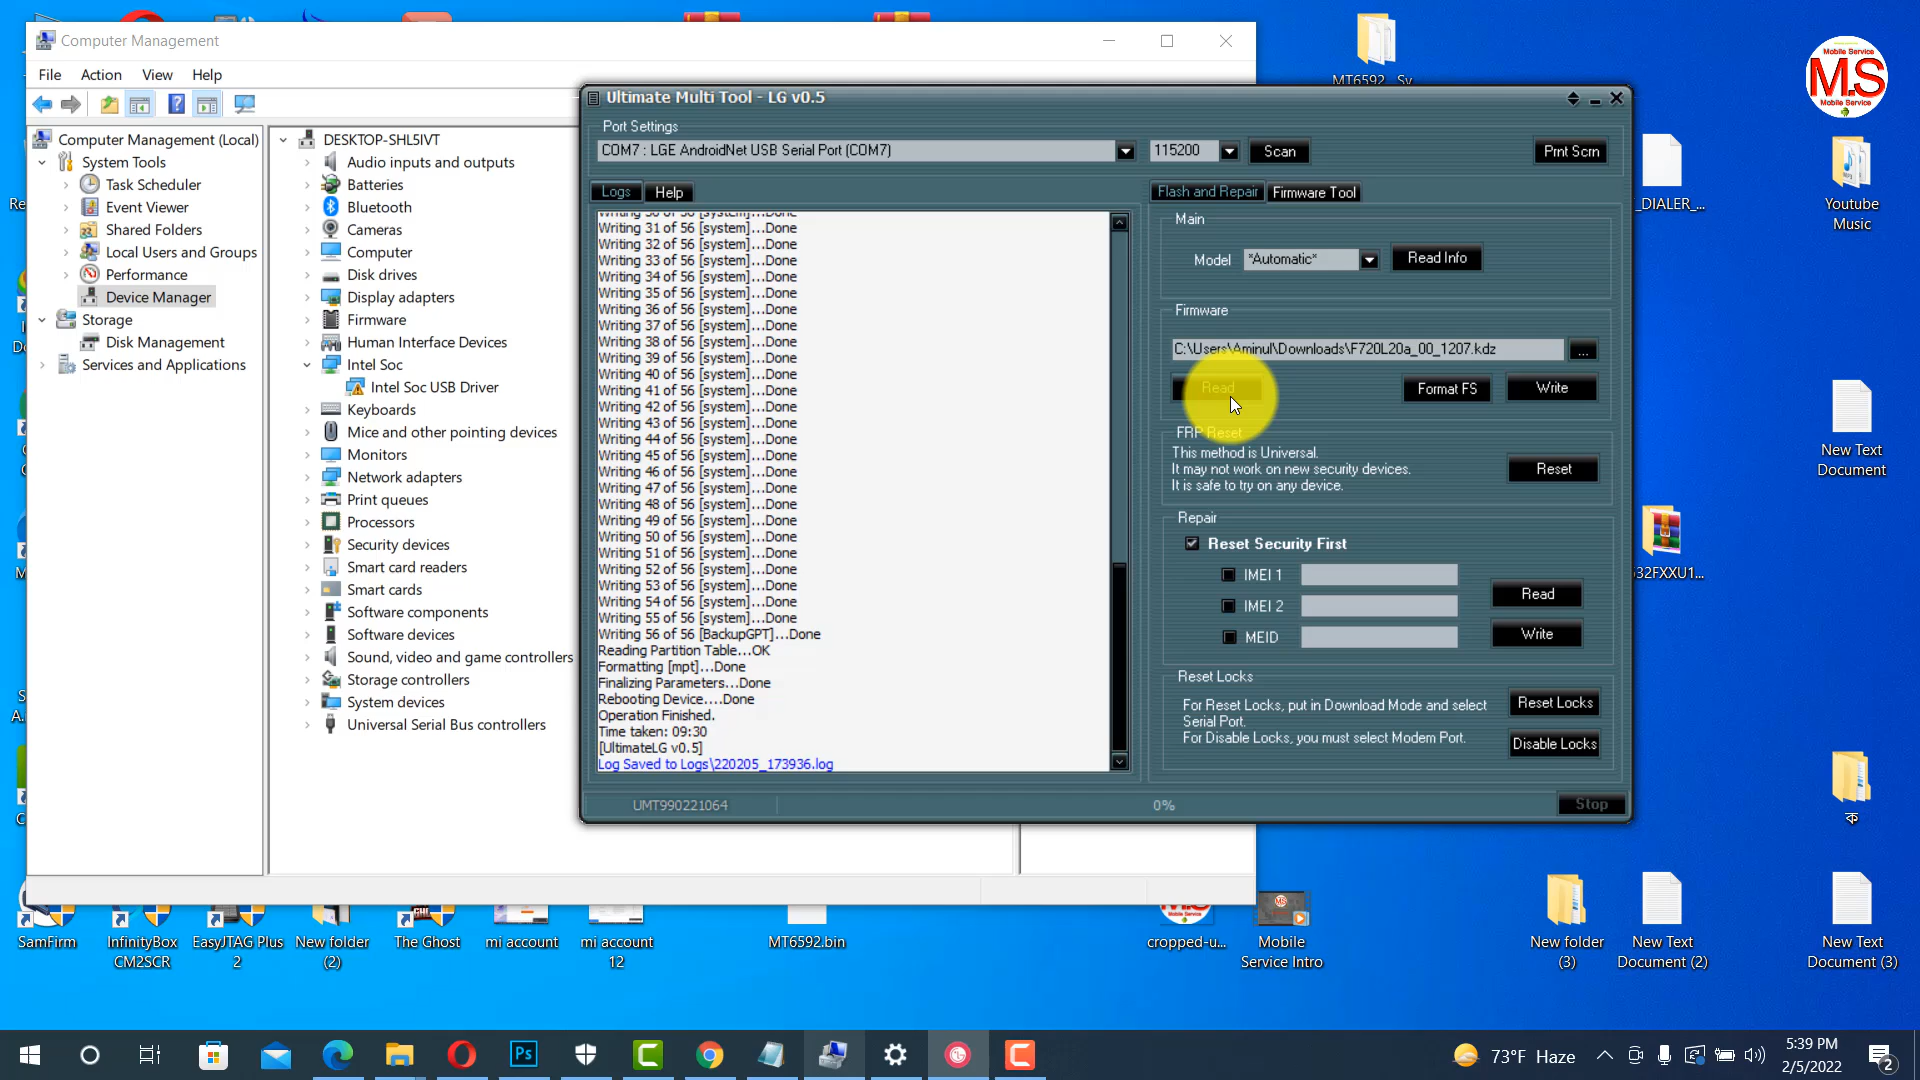 Computer Management
File Action View Help
Computer Management (Local)
System Tools
Task Scheduler
Event Viewer
Shared Folders
Local Users and Groups
Performance
Device Manager
Storage
Disk Management
Services and Applications
DESKTOP-SHL5IVT
Audio inputs and outputs
Batteries
Bluetooth
Cameras
Computer
Disk drives
Display adapters
Firmware
Human Interface Devices
Intel Soc
Intel Soc USB Driver
Keyboards
Mice and other pointing devices
Monitors
Network adapters
Print queues
Processors
Security devices
Smart card readers
Smart cards
Software components
Software devices
Sound, video and game controllers
Storage controllers
System devices
Universal Serial Bus controllers
Ultimate Multi Tool - LG v0.5
Port Settings
COM7 : LGE AndroidNet USB Serial Port (COM7)
115200
Scan
Prnt Scrn
Logs Help
Writing 31 of 56 [system]...Done
Writing 32 of 56 [system]...Done
Writing 33 of 56 [system]...Done
Writing 34 of 56 [system]...Done
Writing 35 of 56 [system]...Done
Writing 36 of 56 [system]...Done
Writing 37 of 56 [system]...Done
Writing 38 of 56 [system]...Done
Writing 39 of 56 [system]...Done
Writing 40 of 56 [system]...Done
Writing 41 of 56 [system]...Done
Writing 42 of 56 [system]...Done
Writing 43 of 56 [system]...Done
Writing 44 of 56 [system]...Done
Writing 45 of 56 [system]...Done
Writing 46 of 56 [system]...Done
Writing 47 of 56 [system]...Done
Writing 48 of 56 [system]...Done
Writing 49 of 56 [system]...Done
Writing 50 of 56 [system]...Done
Writing 51 of 56 [system]...Done
Writing 52 of 56 [system]...Done
Writing 53 of 56 [system]...Done
Writing 54 of 56 [system]...Done
Writing 55 of 56 [system]...Done
Writing 56 of 56 [BackupGPT]...Done
Reading Partition Table...OK
Formatting [mpt]...Done
Finalizing Parameters...Done
Rebooting Device....Done
Operation Finished.
Time taken: 09:30
[UltimateLG v0.5]
Log Saved to Logs\220205_173936.log
Flash and Repair Firmware Tool
Main
Model *Automatic* Read Info
Firmware
C:\Users\Aminul\Downloads\F720L20a_00_1207.kdz ...
Read Format FS Write
FRP Reset
This method is Universal.
It may not work on new security devices.
It is safe to try on any device.
Reset
Repair
Reset Security First
IMEI 1
IMEI 2
MEID
Read
Write
Reset Locks
For Reset Locks, put in Download Mode and select
Serial Port.
For Disable Locks, you must select Modem Port.
Reset Locks
Disable Locks
UMT990221064
0%
Stop
Mobile Service
M.S
Mobile Service
_DIALER_...
Youtube
Music
New Text
Document
32FXXU1...
ক
SamFirm
InfinityBox
CM2SCR
EasyJTAG Plus
2
New folder
(2)
The Ghost
mi account
mi account
12
MT6592.bin
cropped-u...
Mobile
Service Intro
New folder
(3)
New Text
Document (2)
New Text
Document (3)
Ps
73°F Haze
5:39 PM
2/5/2022
2